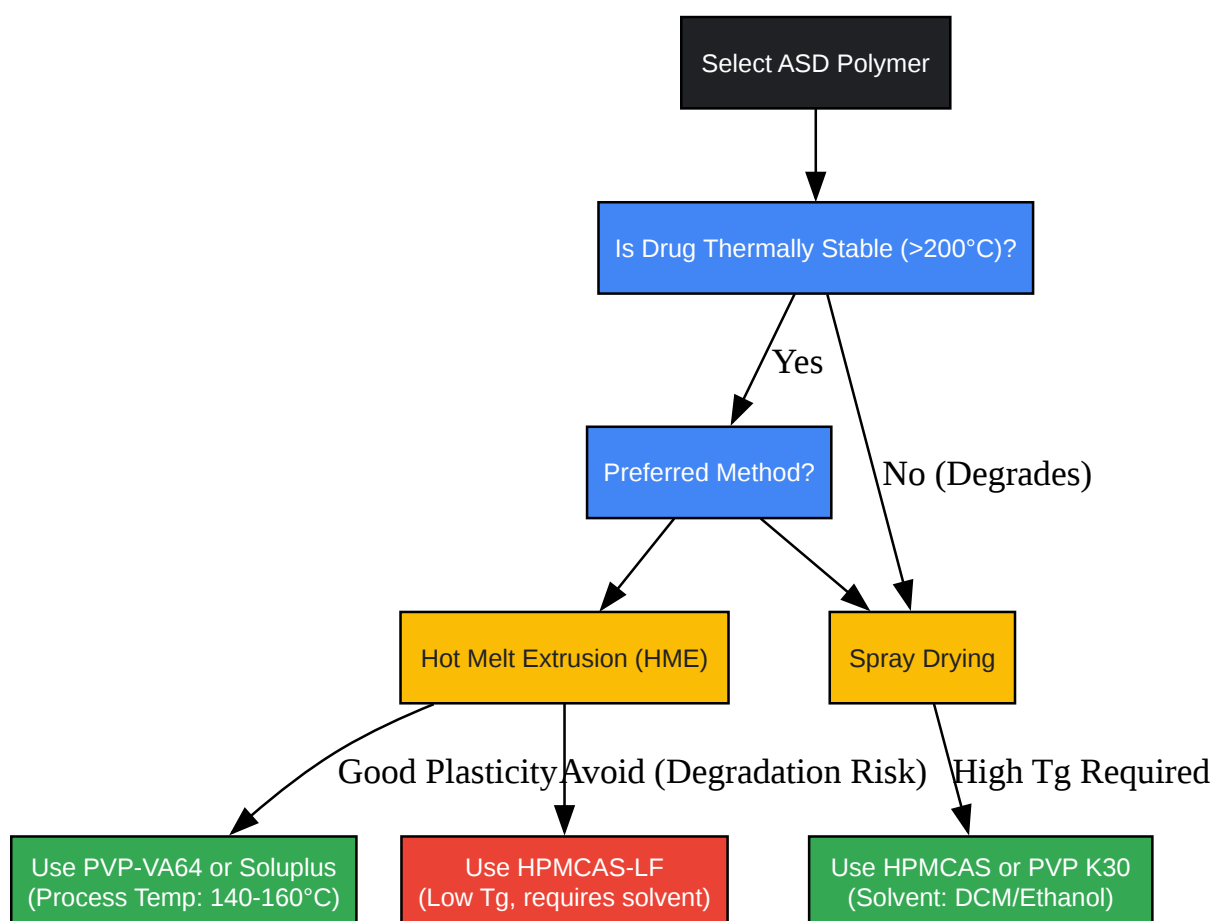 Select ASD Polymer
Is Drug Thermally Stable (>200°C)?
Yes
No (Degrades)
Preferred Method?
Hot Melt Extrusion (HME)
Spray Drying
Good Plasticity
Avoid (Degradation Risk)
High Tg Required
Use PVP-VA64 or Soluplus
(Process Temp: 140-160°C)
Use HPMCAS-LF
(Low Tg, requires solvent)
Use HPMCAS or PVP K30
(Solvent: DCM/Ethanol)